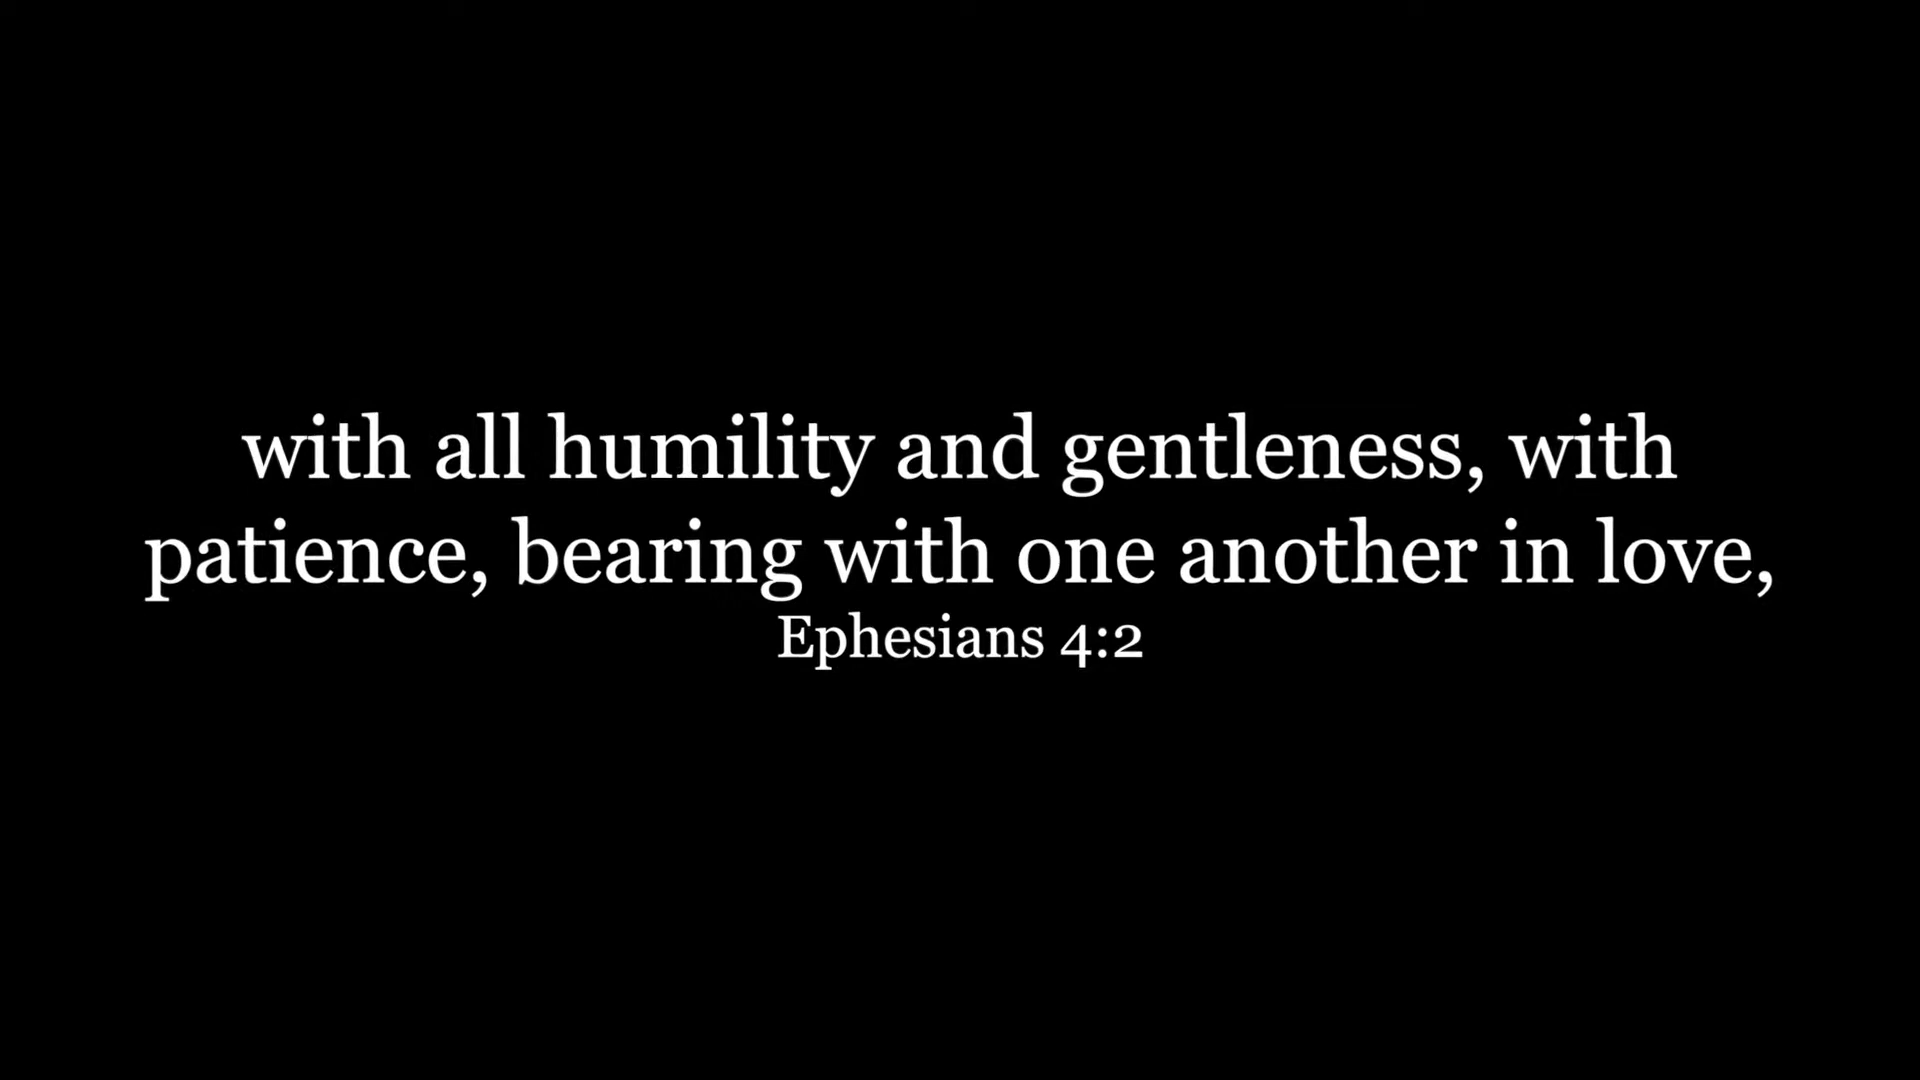 with all humility and gentleness, with
patience, bearing with one another in love,
Ephesians 4:2